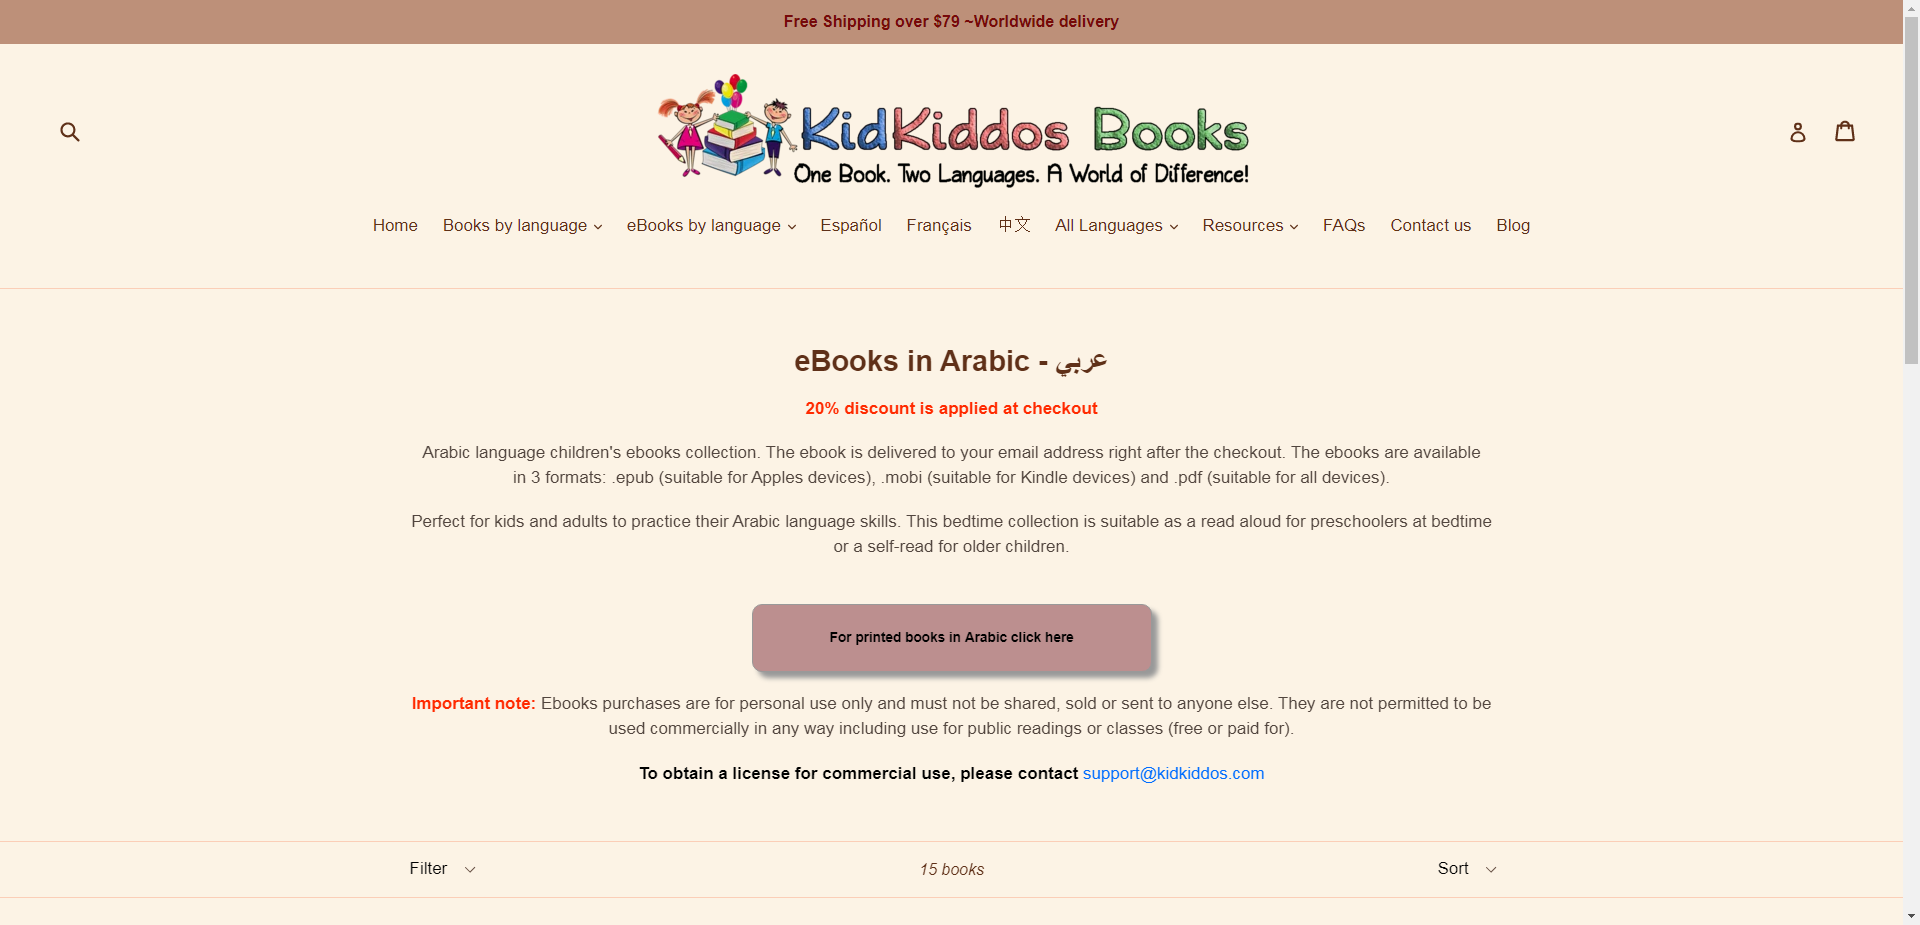 Free Shipping over $79 ~Worldwide delivery
KidKiddos Books
One Book. Two Languages. A World of Difference!
Home Books by language eBooks by language Español Français 中文 All Languages Resources FAQs Contact us Blog
eBooks in Arabic - عربي
20% discount is applied at checkout
Arabic language children's ebooks collection. The ebook is delivered to your email address right after the checkout. The ebooks are available
in 3 formats: .epub (suitable for Apples devices), .mobi (suitable for Kindle devices) and .pdf (suitable for all devices).
Perfect for kids and adults to practice their Arabic language skills. This bedtime collection is suitable as a read aloud for preschoolers at bedtime
or a self-read for older children.
For printed books in Arabic click here
Important note: Ebooks purchases are for personal use only and must not be shared, sold or sent to anyone else. They are not permitted to be
used commercially in any way including use for public readings or classes (free or paid for).
To obtain a license for commercial use, please contact support@kidkiddos.com
Filter 15 books Sort